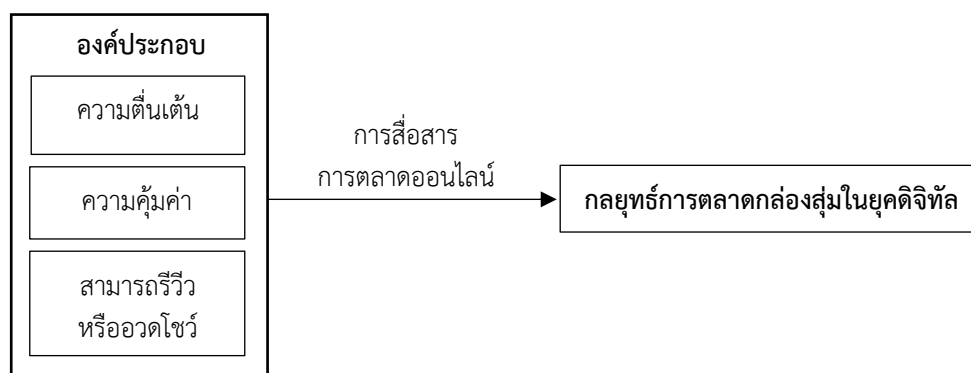 องค์ประกอบ
ความตื่นเต้น
ความคุ้มค่า
สามารถรีวิว
หรืออวดโชว์
การสื่อสาร
การตลาดออนไลน์
กลยุทธ์การตลาดกล่องสุ่มในยุคดิจิทัล